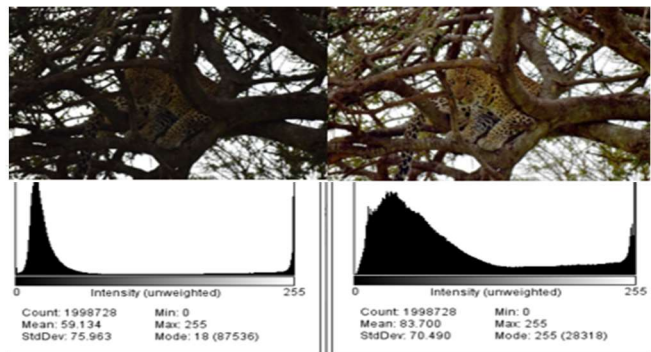 0 Intensity (unweighted) 255
Count: 1998728 Min: 0
Mean: 59.134 Max: 255
StdDev: 75.963 Mode: 18 (87536)
0 Intensity (unweighted) 255
Count: 1998728 Min: 0
Mean: 83.700 Max: 255
StdDev: 70.490 Mode: 255 (28318)